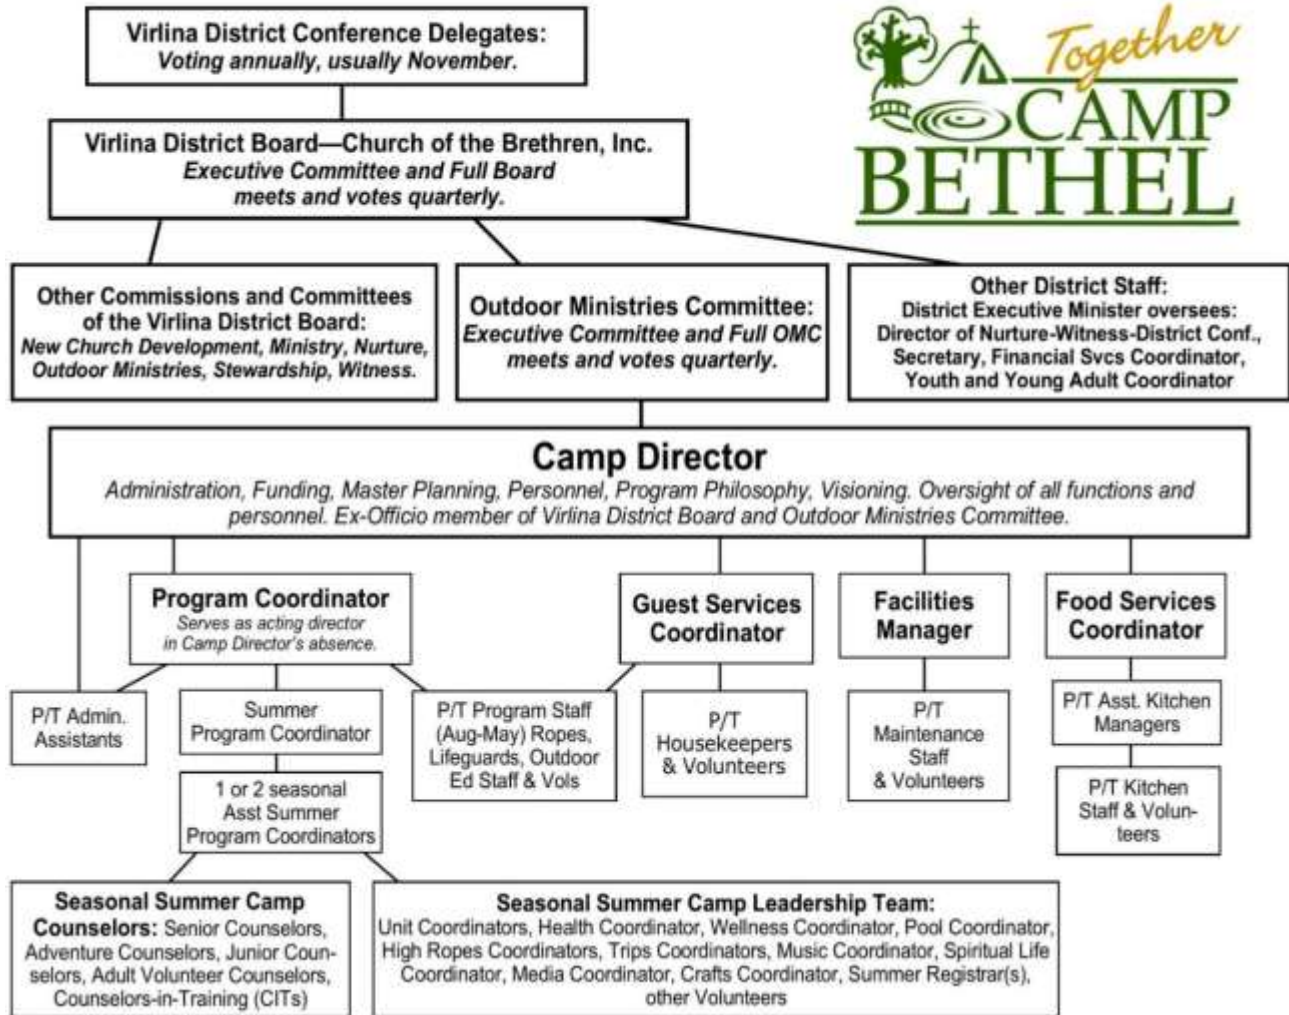 Virlina District Conference Delegates:
Voting annually, usually November.
Together
CAMP
BETHEL
Virlina District Board—Church of the Brethren, Inc.
Executive Committee and Full Board
meets and votes quarterly.
Other Commissions and Committees
of the Virlina District Board:
New Church Development, Ministry, Nurture,
Outdoor Ministries, Stewardship, Witness.
Outdoor Ministries Committee:
Executive Committee and Full OMC
meets and votes quarterly.
Other District Staff:
District Executive Minister oversees:
Director of Nurture-Witness-District Conf.,
Secretary, Financial Svcs Coordinator,
Youth and Young Adult Coordinator
Camp Director
Administration, Funding, Master Planning, Personnel, Program Philosophy, Visioning. Oversight of all functions and
personnel. Ex-Officio member of Virlina District Board and Outdoor Ministries Committee.
Program Coordinator
Serves as acting director
in Camp Director's absence.
Guest Services
Coordinator
Facilities
Manager
Food Services
Coordinator
P/T Admin.
Assistants
Summer
Program Coordinator
P/T Program Staff
(Aug-May) Ropes,
Lifeguards, Outdoor
Ed Staff & Vols
P/T
Housekeepers
& Volunteers
P/T
Maintenance
Staff
& Volunteers
P/T Asst. Kitchen
Managers
P/T Kitchen
Staff & Volun-
teers
1 or 2 seasonal
Asst Summer
Program Coordinators
Seasonal Summer Camp
Counselors: Senior Counselors,
Adventure Counselors, Junior Coun-
selors, Adult Volunteer Counselors,
Counselors-in-Training (CITs)
Seasonal Summer Camp Leadership Team:
Unit Coordinators, Health Coordinator, Wellness Coordinator, Pool Coordinator,
High Ropes Coordinators, Trips Coordinators, Music Coordinator, Spiritual Life
Coordinator, Media Coordinator, Crafts Coordinator, Summer Registrar(s),
other Volunteers